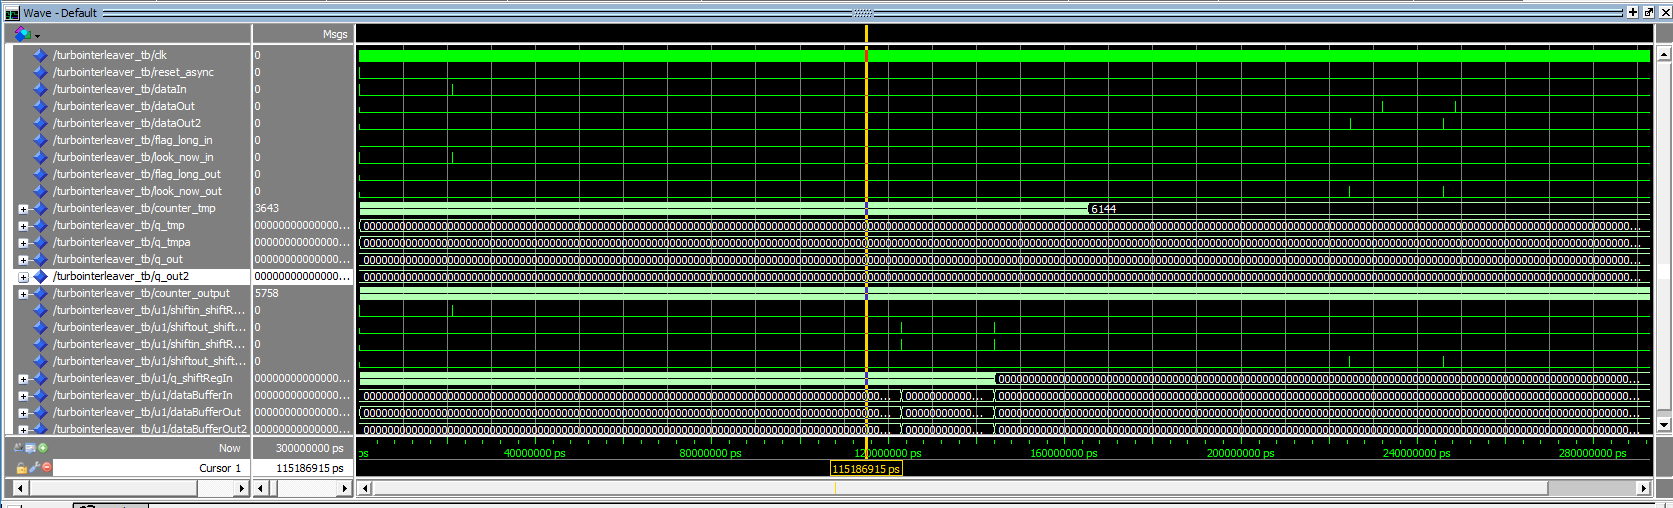 Wave - Default
Msgs
/turbointerleaver_tb/clk 0
/turbointerleaver_tb/reset_async 0
/turbointerleaver_tb/dataIn 0
/turbointerleaver_tb/dataOut 0
/turbointerleaver_tb/dataOut2 0
/turbointerleaver_tb/flag_long_in 0
/turbointerleaver_tb/look_now_in 0
/turbointerleaver_tb/flag_long_out 0
/turbointerleaver_tb/look_now_out 0
/turbointerleaver_tb/counter_tmp 3643 6144
/turbointerleaver_tb/q_tmp 00000000000000...
/turbointerleaver_tb/q_tmpa 00000000000000...
/turbointerleaver_tb/q_out 00000000000000...
/turbointerleaver_tb/q_out2 00000000000000...
/turbointerleaver_tb/counter_output 5758
/turbointerleaver_tb/u1/shiftin_shiftR... 0
/turbointerleaver_tb/u1/shiftout_shift... 0
/turbointerleaver_tb/u1/shiftin_shiftR... 0
/turbointerleaver_tb/u1/shiftout_shift... 0
/turbointerleaver_tb/u1/q_shiftRegIn 00000000000000...
/turbointerleaver_tb/u1/dataBufferIn 00000000000000...
/turbointerleaver_tb/u1/dataBufferOut 00000000000000...
/turbointerleaver_tb/u1/dataBufferOut2 00000000000000...
Now 300000000 ps ps 40000000 ps 80000000 ps 120000000 ps 160000000 ps 200000000 ps 240000000 ps 280000000 ps
Cursor 1 115186915 ps 115186915 ps